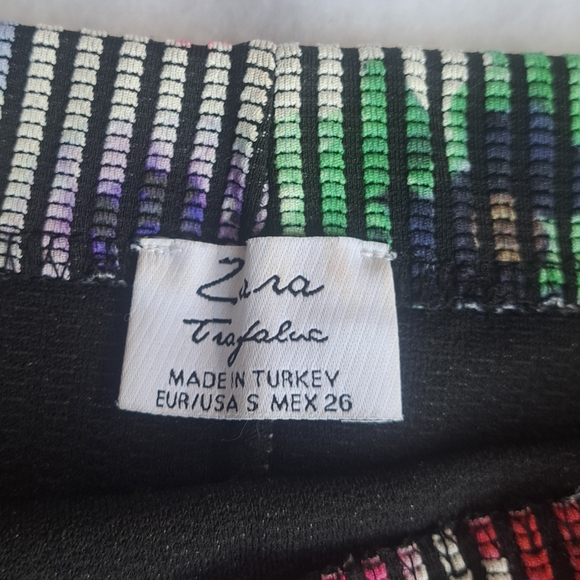 Zara
Trafaluc
MADE IN TURKEY
EUR/USA S MEX 26